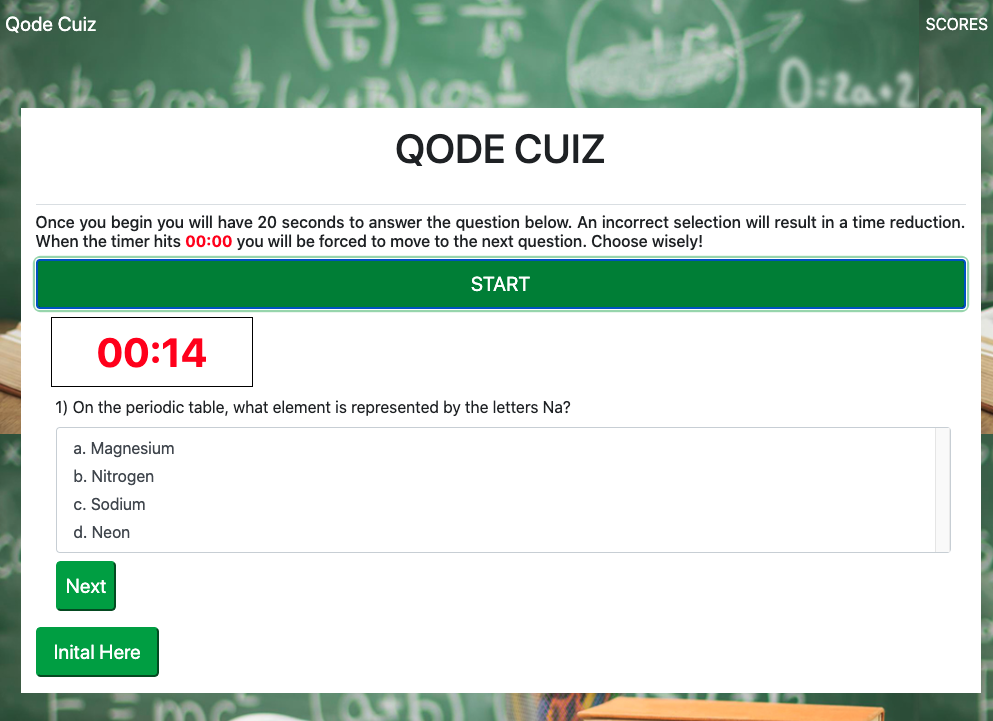 Qode Cuiz
SCORES
QODE CUIZ
Once you begin you will have 20 seconds to answer the question below. An incorrect selection will result in a time reduction.
When the timer hits 00:00 you will be forced to move to the next question. Choose wisely!
START
00:14
1) On the periodic table, what element is represented by the letters Na?
a. Magnesium
b. Nitrogen
c. Sodium
d. Neon
Next
Inital Here